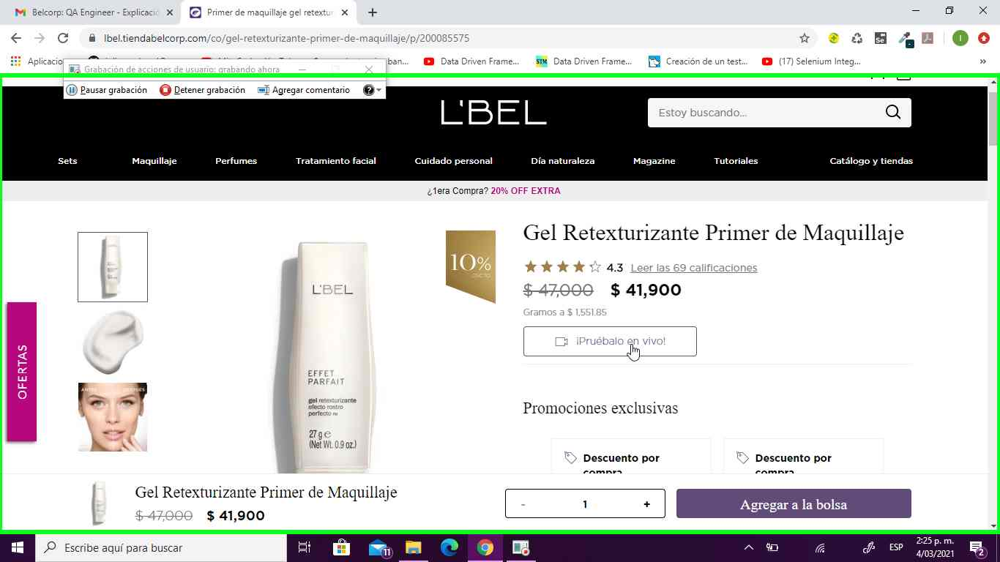 Belcorp: QA Engineer - Explicació
Primer de maquillaje gel retextur
lbel.tiendabelcorp.com/co/gel-retexturizante-primer-de-maquillaje/p/200085575
Aplicacio
Data Driven Frame...
Data Driven Frame...
Creación de un test...
(17) Selenium Integ...
»
Grabación de acciones de usuario: grabando ahora
Pausar grabación
Detener grabación
Agregar comentario
L'BEL
Estoy buscando...
Sets
Maquillaje
Perfumes
Tratamiento facial
Cuidado personal
Día naturaleza
Magazine
Tutoriales
Catálogo y tiendas
¿1era Compra? 20% OFF EXTRA
Gel Retexturizante Primer de Maquillaje
4.3 Leer las 69 calificaciones
$ 47,000 $ 41,900
Gramos a $ 1,551.85
¡Pruébalo en vivo!
10%
DSCTO
OFERTAS
ANTES
DESPUÉS
L'BEL
EFFET
PARFAIT
gel retexturizante
efecto rostro
perfecto
27 g e
(Net Wt. 0.9 oz.)
Promociones exclusivas
Descuento por
compra
Descuento por
compra
Gel Retexturizante Primer de Maquillaje
$ 47,000 $ 41,900
- 1 +
Agregar a la bolsa
Escribe aquí para buscar
11
ESP
2:25 p. m.
4/03/2021
2